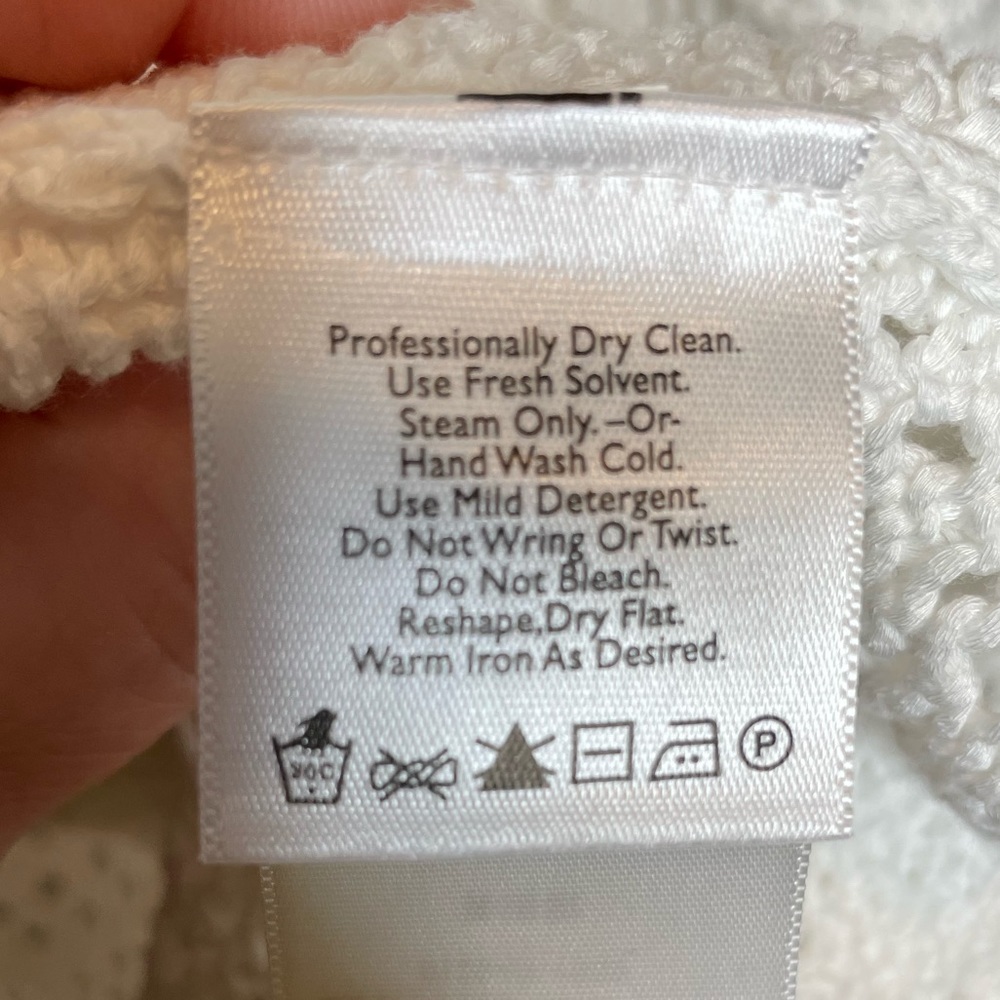 Professionally Dry Clean.
Use Fresh Solvent.
Steam Only.–Or-
Hand Wash Cold.
Use Mild Detergent.
Do Not Wring Or Twist.
Do Not Bleach.
Reshape,Dry Flat.
Warm Iron As Desired.
30C
P